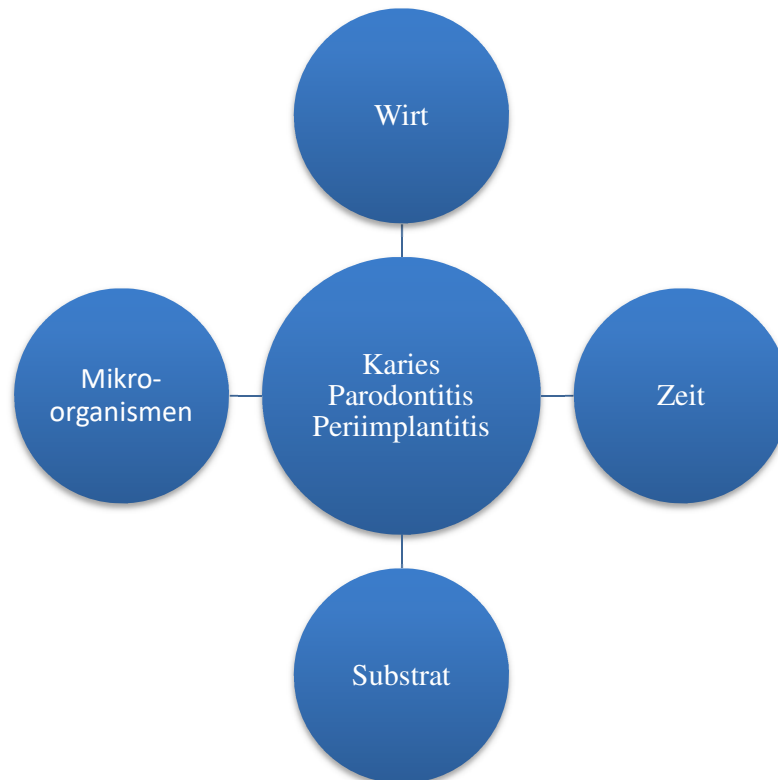 Wirt
Mikro-
organismen
Karies
Parodontitis
Periimplantitis
Zeit
Substrat